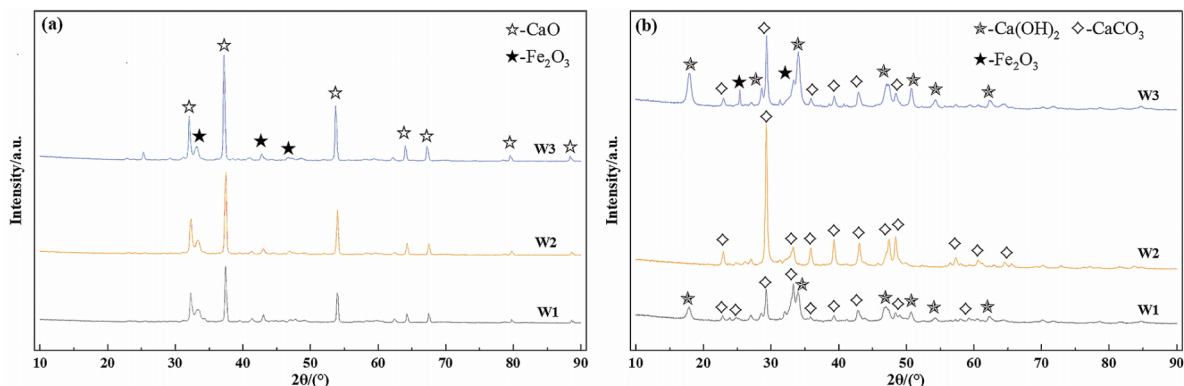 (a)
☆-CaO
★-Fe₂O₃
W3
W2
W1
Intensity/a.u.
10 20 30 40 50 60 70 80 90
2θ/(°)
(b)
-Ca(OH)₂ ◇-CaCO₃
★-Fe₂O₃
W3
W2
W1
Intensity/a.u.
10 20 30 40 50 60 70 80 90
2θ/(°)